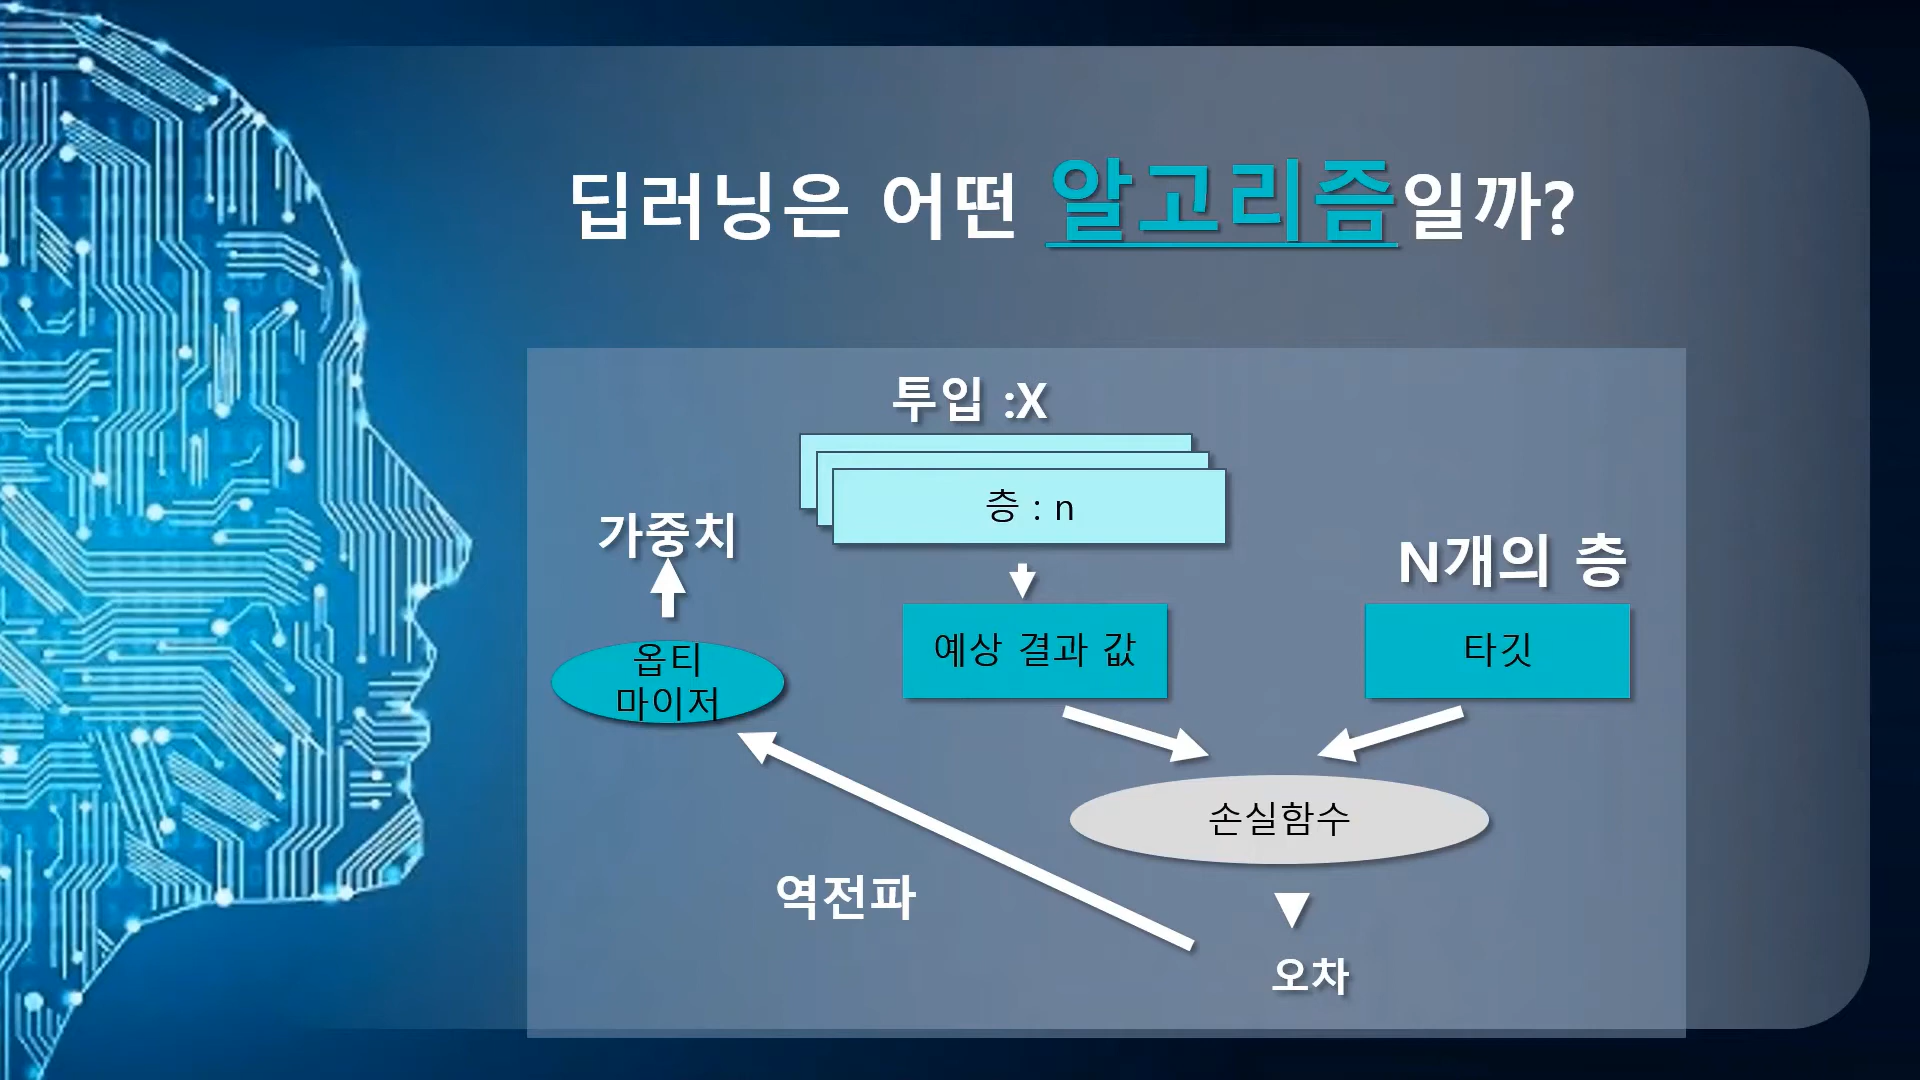 딥러닝은 어떤 알고리즘일까?
투입 :X
층 : n
가중치
N개의 층
옵티
마이저
예상 결과 값
타깃
손실함수
역전파
오차